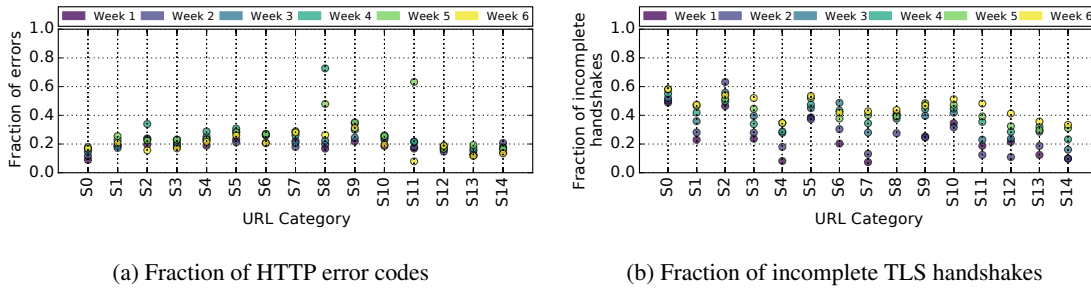 Week 1 Week 2 Week 3 Week 4 Week 5 Week 6
1.0
0.8
0.6
0.4
0.2
0.0
Fraction of errors
S0 S1 S2 S3 S4 S5 S6 S7 S8 S9 S10 S11 S12 S13 S14
URL Category
(a) Fraction of HTTP error codes
Week 1 Week 2 Week 3 Week 4 Week 5 Week 6
1.0
0.8
0.6
0.4
0.2
0.0
Fraction of incomplete
handshakes
S0 S1 S2 S3 S4 S5 S6 S7 S8 S9 S10 S11 S12 S13 S14
URL Category
(b) Fraction of incomplete TLS handshakes